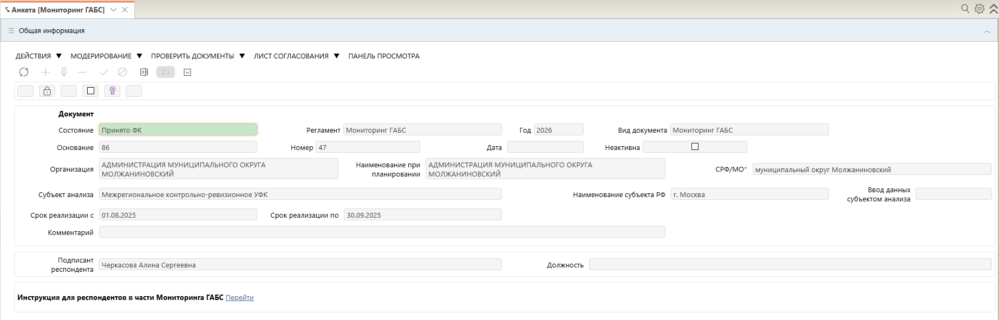 Анкета [Мониторинг ГАБС]
Общая информация
ДЕЙСТВИЯ ▼ МОДЕРИРОВАНИЕ ▼ ПРОВЕРИТЬ ДОКУМЕНТЫ ▼ ЛИСТ СОГЛАСОВАНИЯ ▼ ПАНЕЛЬ ПРОСМОТРА
Документ
Состояние Принято ФК Регламент Мониторинг ГАБС Год 2026 Вид документа Мониторинг ГАБС
Основание 86 Номер 47 Дата Неактивна
Организация АДМИНИСТРАЦИЯ МУНИЦИПАЛЬНОГО ОКРУГА
МОЛЖАНИНОВСКИЙ
Наименование при
планировании
АДМИНИСТРАЦИЯ МУНИЦИПАЛЬНОГО ОКРУГА
МОЛЖАНИНОВСКИЙ
СРФ/МО* муниципальный округ Молжаниновский
Субъект анализа Межрегиональное контрольно-ревизионное УФК Наименование субъекта РФ г. Москва
Ввод данных
субъектом анализа
Срок реализации с 01.08.2025 Срок реализации по 30.09.2025
Комментарий
Подписант
респондента
Черкасова Алина Сергеевна Должность
Инструкция для респондентов в части Мониторинга ГАБС Перейти